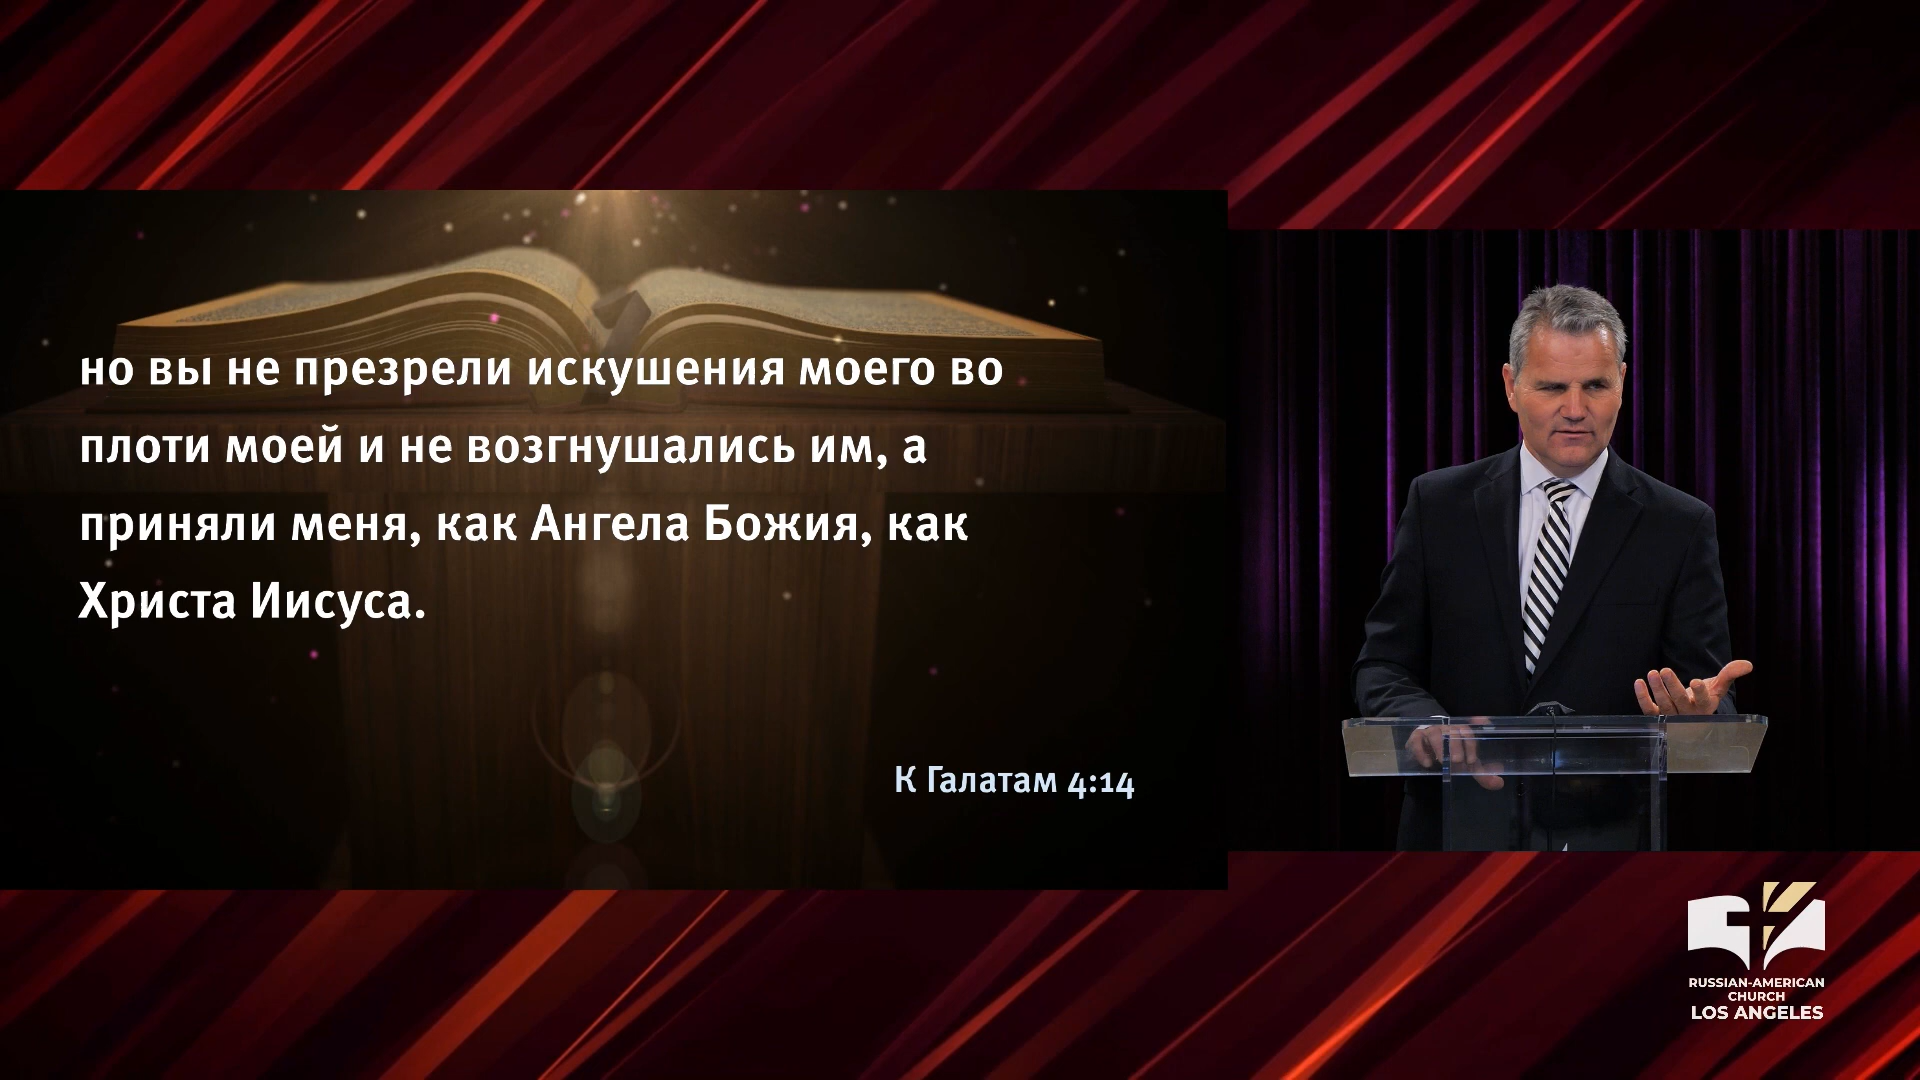 но вы не презрели искушения моего во
плоти моей и не возгнушались им, а
приняли меня, как Ангела Божия, как
Христа Иисуса.
К Галатам 4:14
RUSSIAN-AMERICAN
CHURCH
LOS ANGELES